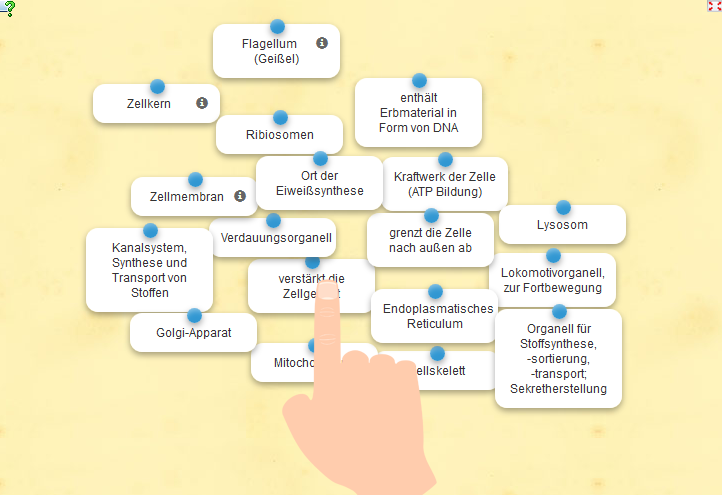 Flagellum
(Geißel)
Zellkern
enthält
Erbmaterial in
Form von DNA
Ribiosomen
Ort der
Eiweißsynthese
Kraftwerk der Zelle
(ATP Bildung)
Zellmembran
Lysosom
Verdauungsorganell
grenzt die Zelle
nach außen ab
Kanalsystem,
Synthese und
Transport von
Stoffen
Lokomotivorganell,
zur Fortbewegung
verstärkt die
Endoplasmatisches
Reticulum
Golgi-Apparat
Organell für
Stoffsynthese,
-sortierung,
-transport;
Sekretherstellung